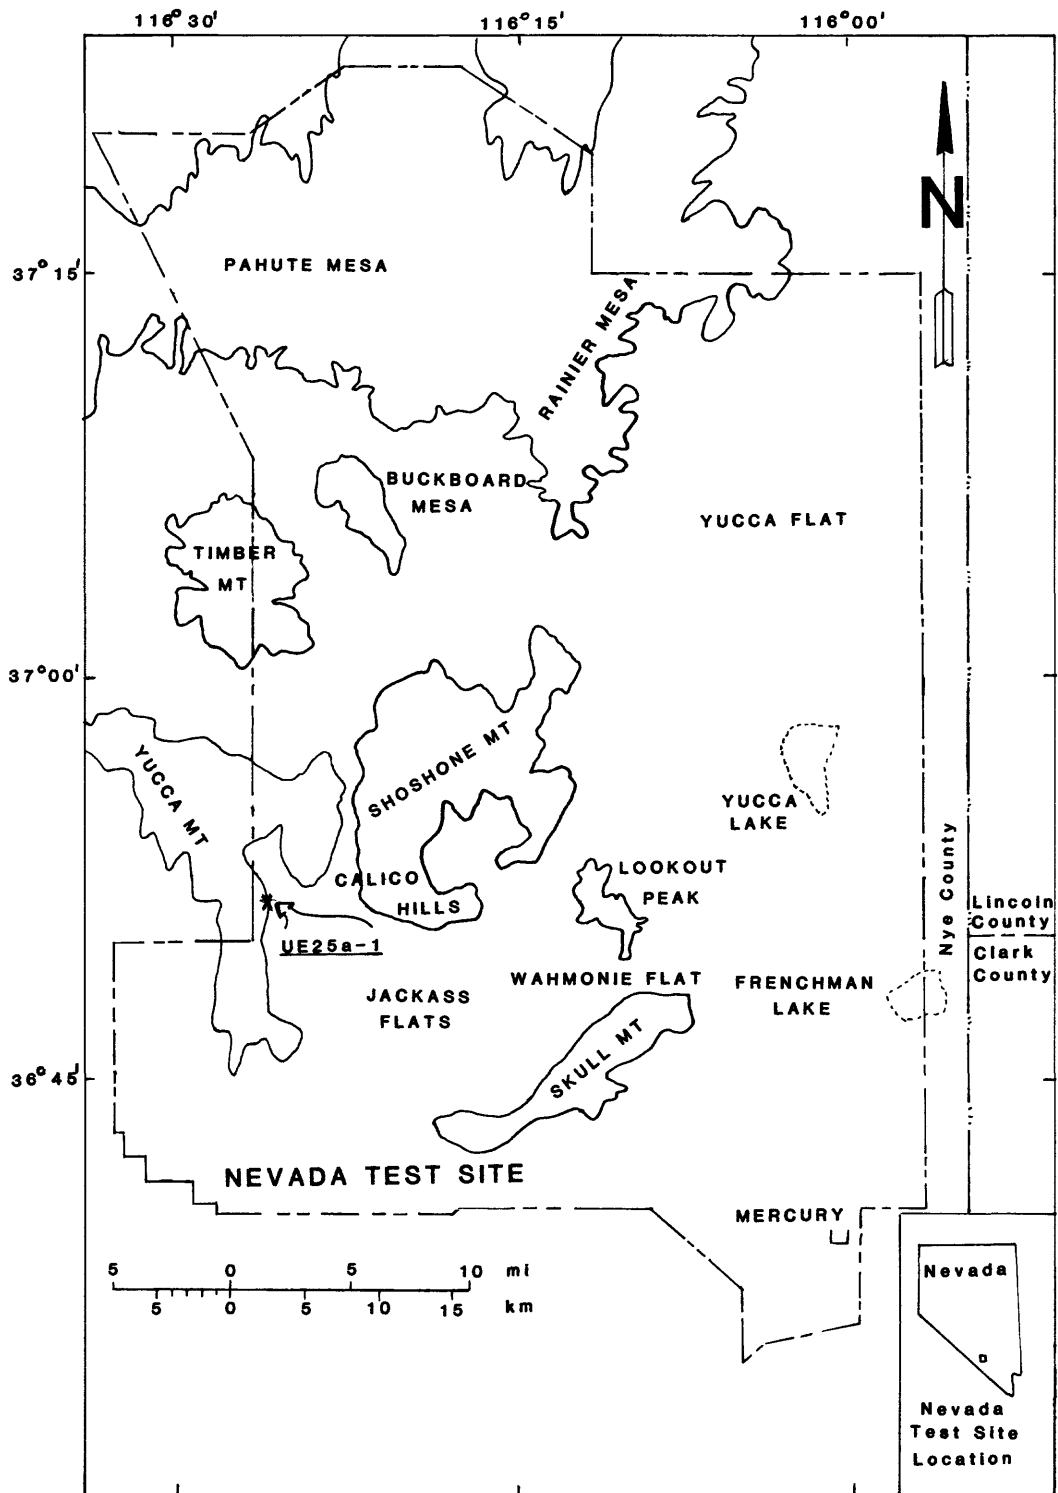 116°30' 116°15' 116°00'
N
37°15'
PAHUTE MESA
RAINIER MESA
BUCKBOARD
MESA
YUCCA FLAT
TIMBER
MT
37°00'
YUCCA MT
SHOSHONE MT
YUCCA
LAKE
CALICO
HILLS
LOOKOUT
PEAK
Nye County
Lincoln
County
Clark
County
UE25a-1
WAHMONIE FLAT
FRENCHMAN
LAKE
JACKASS
FLATS
SKULL MT
36°45'
NEVADA TEST SITE
MERCURY
5 0 5 10 mi
5 0 5 10 15 km
Nevada
Nevada
Test Site
Location